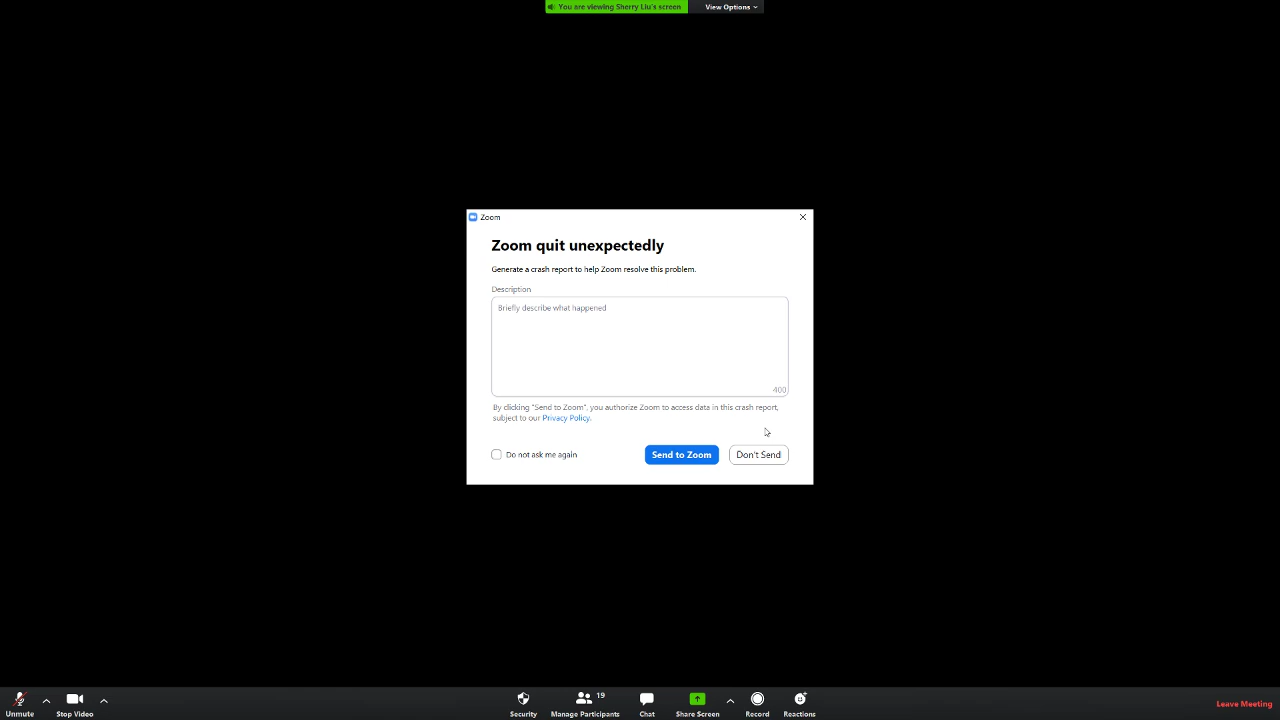 You are viewing Sherry Liu's screen
View Options
Zoom
Zoom quit unexpectedly
Generate a crash report to help Zoom resolve this problem.
Description
Briefly describe what happened
400
By clicking "Send to Zoom", you authorize Zoom to access data in this crash report,
subject to our Privacy Policy.
Do not ask me again
Send to Zoom
Don't Send
Unmute
Stop Video
Security
Manage Participants
19
Chat
Share Screen
Record
Reactions
Leave Meeting